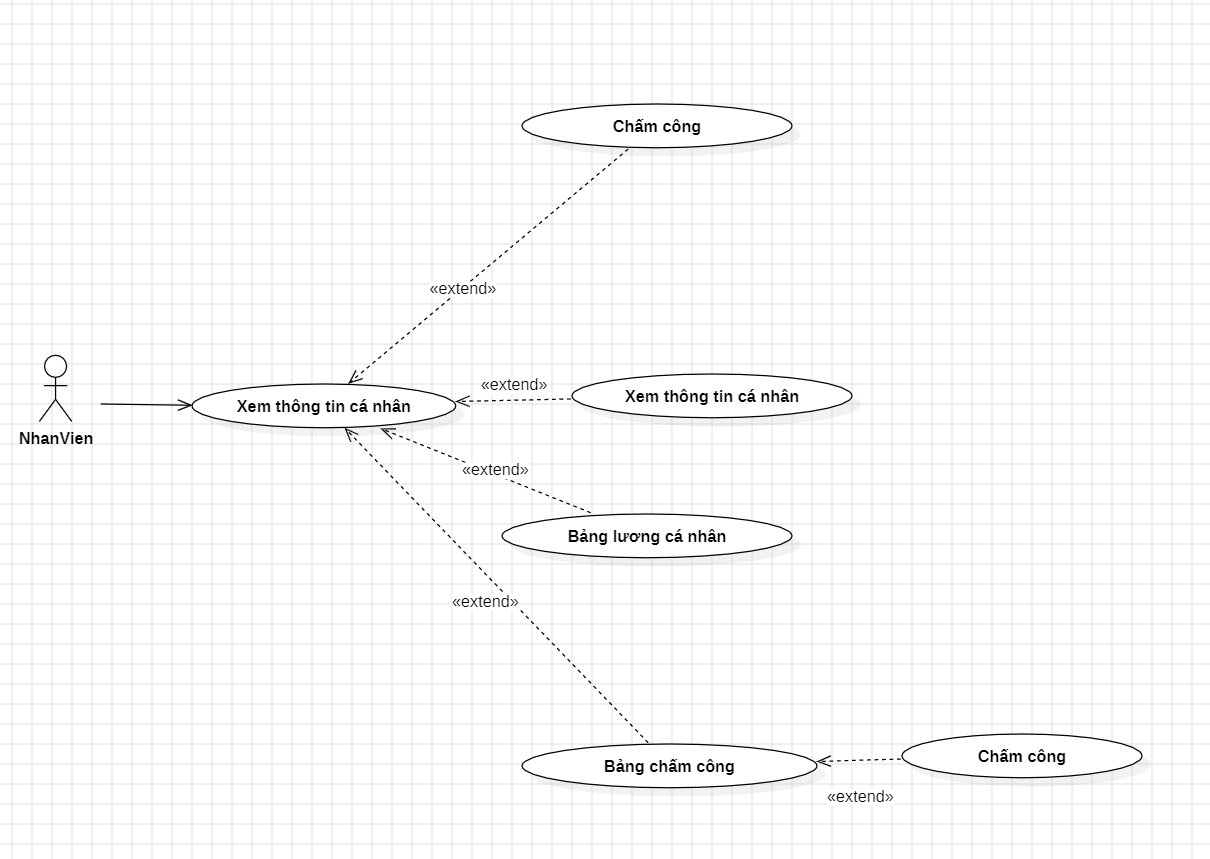 Chấm công
«extend»
«extend»
Xem thông tin cá nhân
Xem thông tin cá nhân
NhanVien
«extend»
Bảng lương cá nhân
«extend»
Bảng chấm công
Chấm công
«extend»